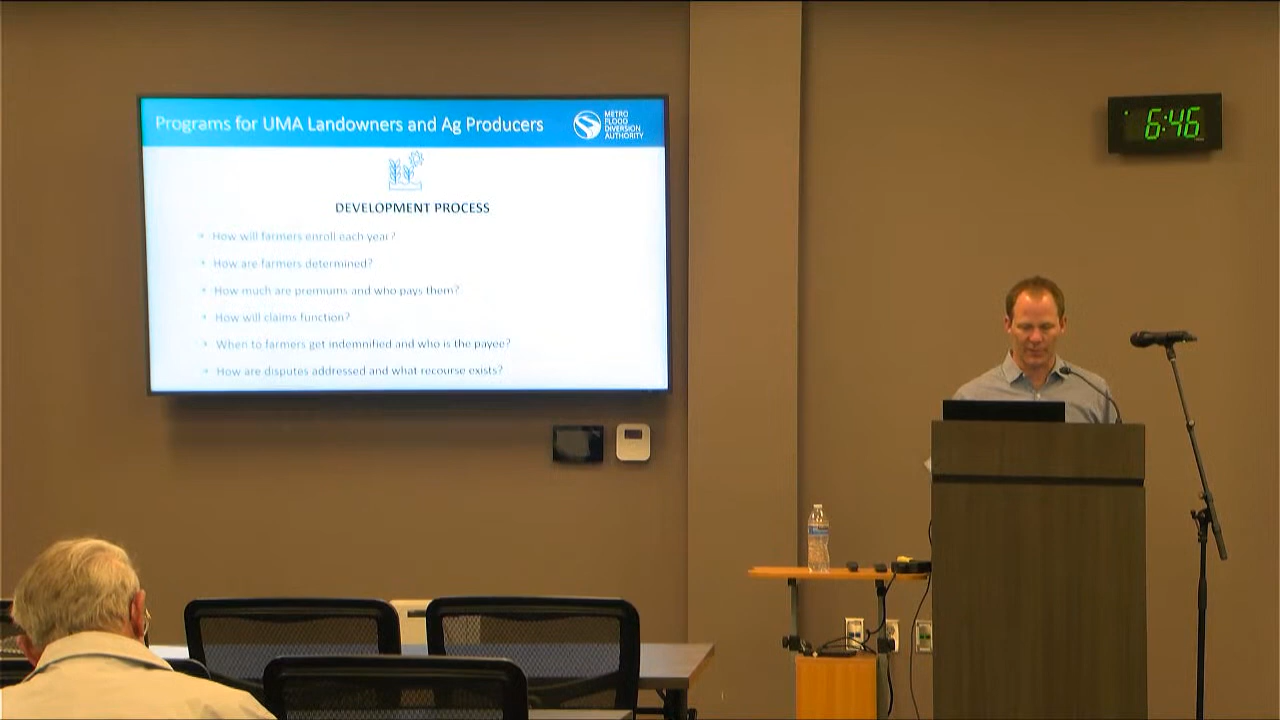 Programs for UMA Landowners and Ag Producers
METRO
FLOOD
DIVERSION
AUTHORITY
DEVELOPMENT PROCESS
How will farmers enroll each year?
How are farmers determined?
How much are premiums and who pays them?
How will claims function?
When to farmers get indemnified and who is the payee?
How are disputes addressed and what recourse exists?
6:46